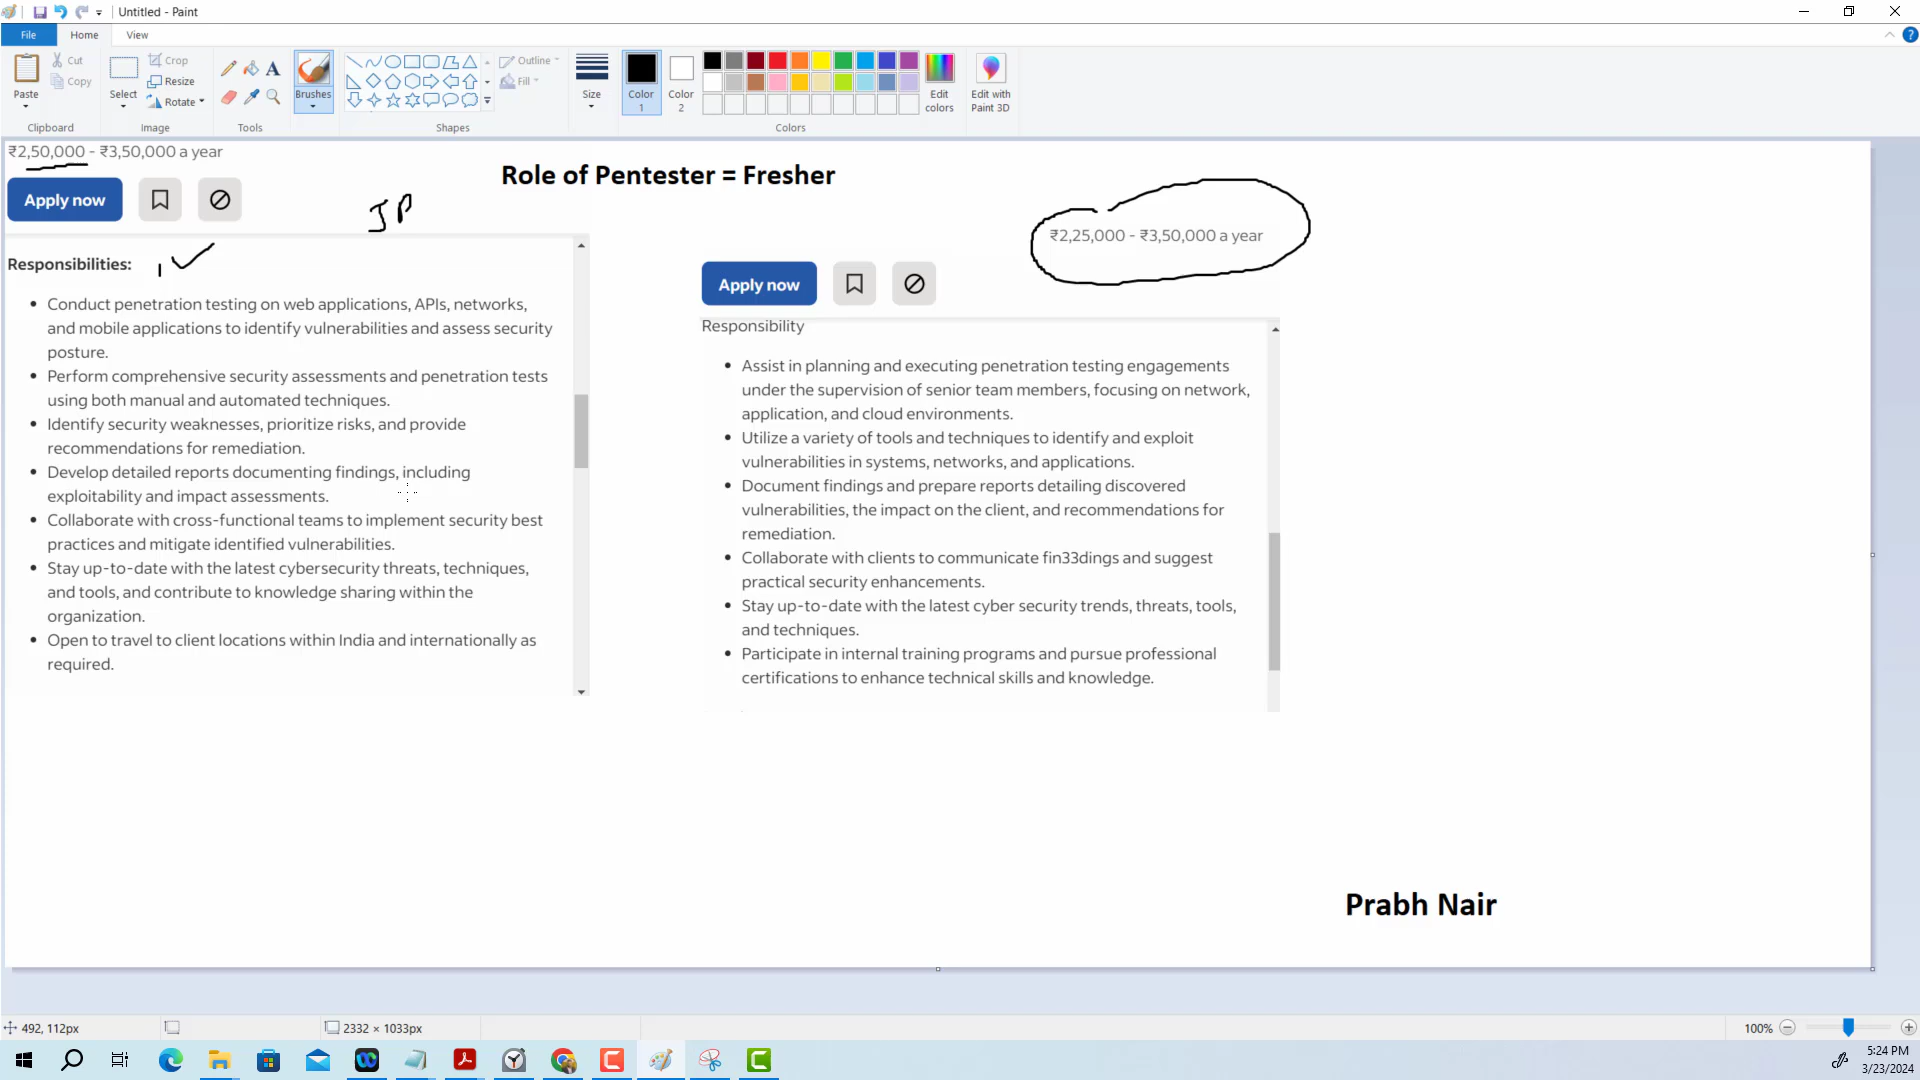 Untitled - Paint
File
Home
View
Paste
Cut
Copy
Clipboard
Select
Crop
Resize
Rotate
Image
Tools
Brushes
Shapes
Outline
Fill
Size
Color
1
Color
2
Edit
colors
Colors
Edit with
Paint 3D
₹2,50,000 - ₹3,50,000 a year
Role of Pentester = Fresher
Apply now
JP
Responsibilities:
Conduct penetration testing on web applications, APIs, networks,
and mobile applications to identify vulnerabilities and assess security
posture.
Perform comprehensive security assessments and penetration tests
using both manual and automated techniques.
Identify security weaknesses, prioritize risks, and provide
recommendations for remediation.
Develop detailed reports documenting findings, including
exploitability and impact assessments.
Collaborate with cross-functional teams to implement security best
practices and mitigate identified vulnerabilities.
Stay up-to-date with the latest cybersecurity threats, techniques,
and tools, and contribute to knowledge sharing within the
organization.
Open to travel to client locations within India and internationally as
required.
₹2,25,000 - ₹3,50,000 a year
Apply now
Responsibility
Assist in planning and executing penetration testing engagements
under the supervision of senior team members, focusing on network,
application, and cloud environments.
Utilize a variety of tools and techniques to identify and exploit
vulnerabilities in systems, networks, and applications.
Document findings and prepare reports detailing discovered
vulnerabilities, the impact on the client, and recommendations for
remediation.
Collaborate with clients to communicate fin33dings and suggest
practical security enhancements.
Stay up-to-date with the latest cyber security trends, threats, tools,
and techniques.
Participate in internal training programs and pursue professional
certifications to enhance technical skills and knowledge.
Prabh Nair
492, 112px
2332 × 1033px
100%
5:24 PM
3/23/2024